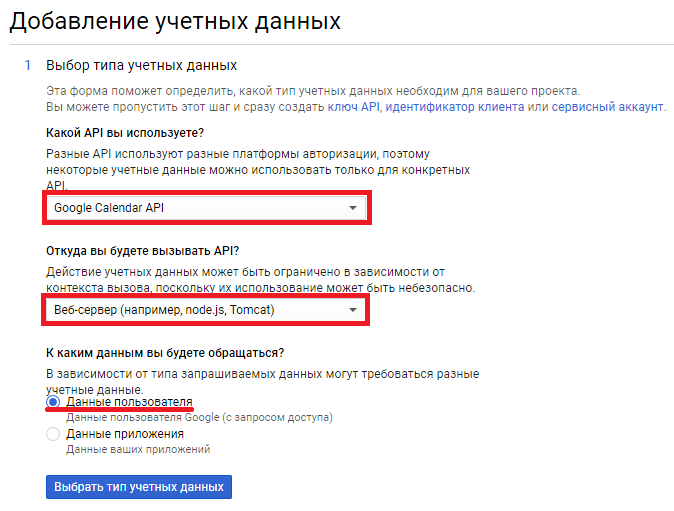 Добавление учетных данных
1 Выбор типа учетных данных
Эта форма поможет определить, какой тип учетных данных необходим для вашего проекта.
Вы можете пропустить этот шаг и сразу создать ключ API, идентификатор клиента или сервисный аккаунт.
Какой API вы используете?
Разные API используют разные платформы авторизации, поэтому
некоторые учетные данные можно использовать только для конкретных
API.
Google Calendar API
Откуда вы будете вызывать API?
Действие учетных данных может быть ограничено в зависимости от
контекста вызова, поскольку их использование может быть небезопасно.
Веб-сервер (например, node.js, Tomcat)
К каким данным вы будете обращаться?
В зависимости от типа запрашиваемых данных могут требоваться разные
учетные данные.
Данные пользователя
Данные пользователя Google (с запросом доступа)
Данные приложения
Данные ваших приложений
Выбрать тип учетных данных